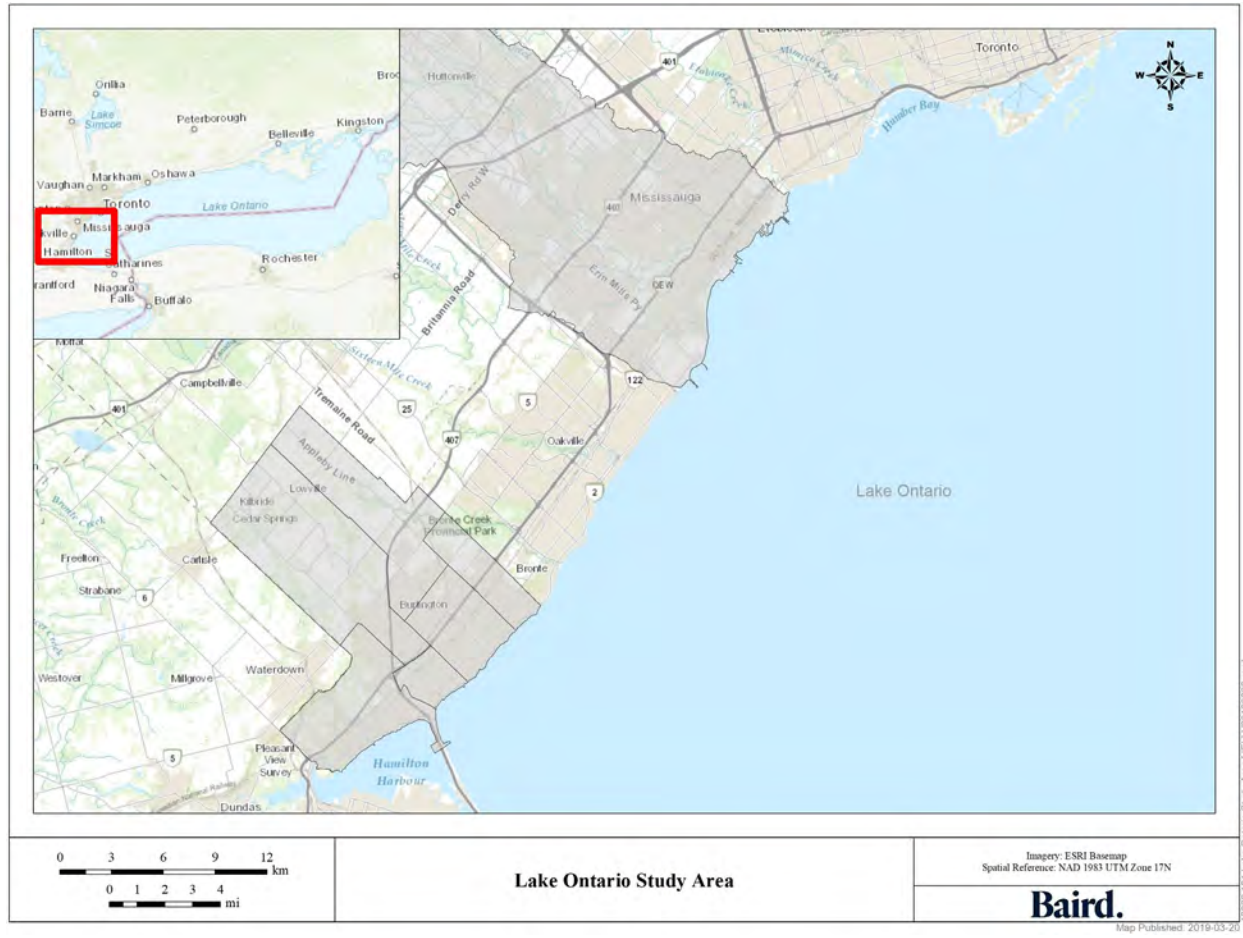 Orillia
Barrie
Lake
Simcoe
Peterborough
Belleville
Kingston
Vaughan
Markham
Oshawa
Toronto
Lake Ontario
Mississauga
Hamilton
Rochester
Niagara
Falls
Buffalo
Huttonville
401
Etobicoke
Creek
Mimico Creek
Toronto
Humber Bay
N
W
E
S
Derry Rd W
403
Mississauga
Erin Mills Py
QEW
Britannia Road
Moffat
Campbellville
401
Tremaine Road
Sixteen Mile Creek
25
5
122
407
Oakville
2
Lake Ontario
Appleby Line
Lowville
Kilbride
Cedar Springs
Bronte Creek
Provincial Park
Bronte
Creek
Freelton
Carlisle
Strabane
6
Bronte
Burlington
Waterdown
Westover
Millgrove
5
Pleasant
View
Survey
Hamilton
Harbour
Dundas
0 3 6 9 12
km
0 1 2 3 4
mi
Lake Ontario Study Area
Imagery: ESRI Basemap
Spatial Reference: NAD 1983 UTM Zone 17N
Baird.
Map Published: 2019-03-20